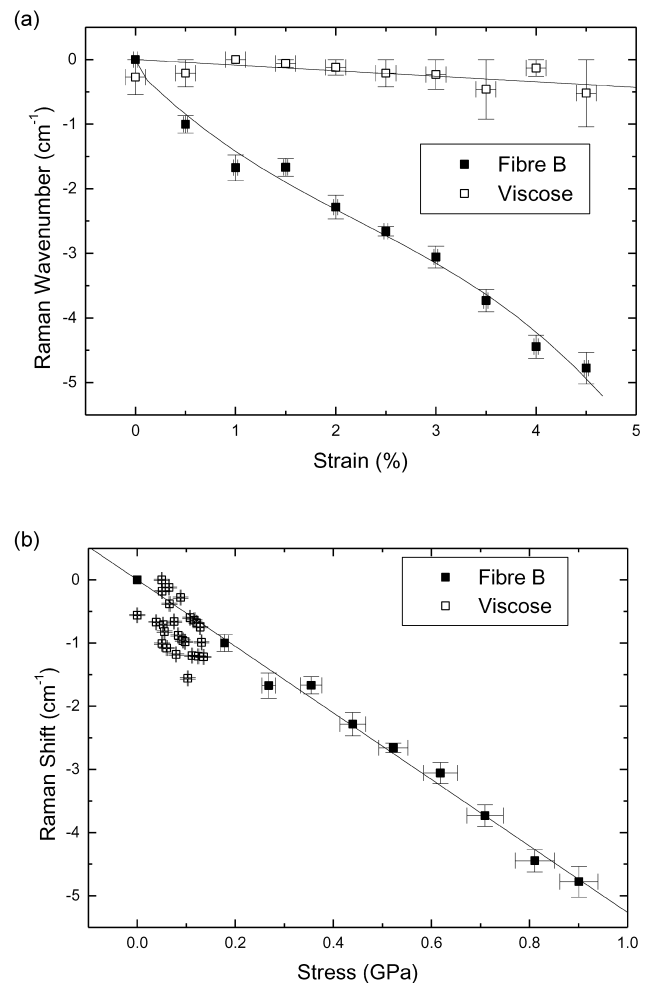 (a)
0
-1
-2
-3
-4
-5
Raman Wavenumber (cm⁻¹)
Fibre B
Viscose
0 1 2 3 4 5
Strain (%)
(b)
0
-1
-2
-3
-4
-5
Raman Shift (cm⁻¹)
Fibre B
Viscose
0.0 0.2 0.4 0.6 0.8 1.0
Stress (GPa)